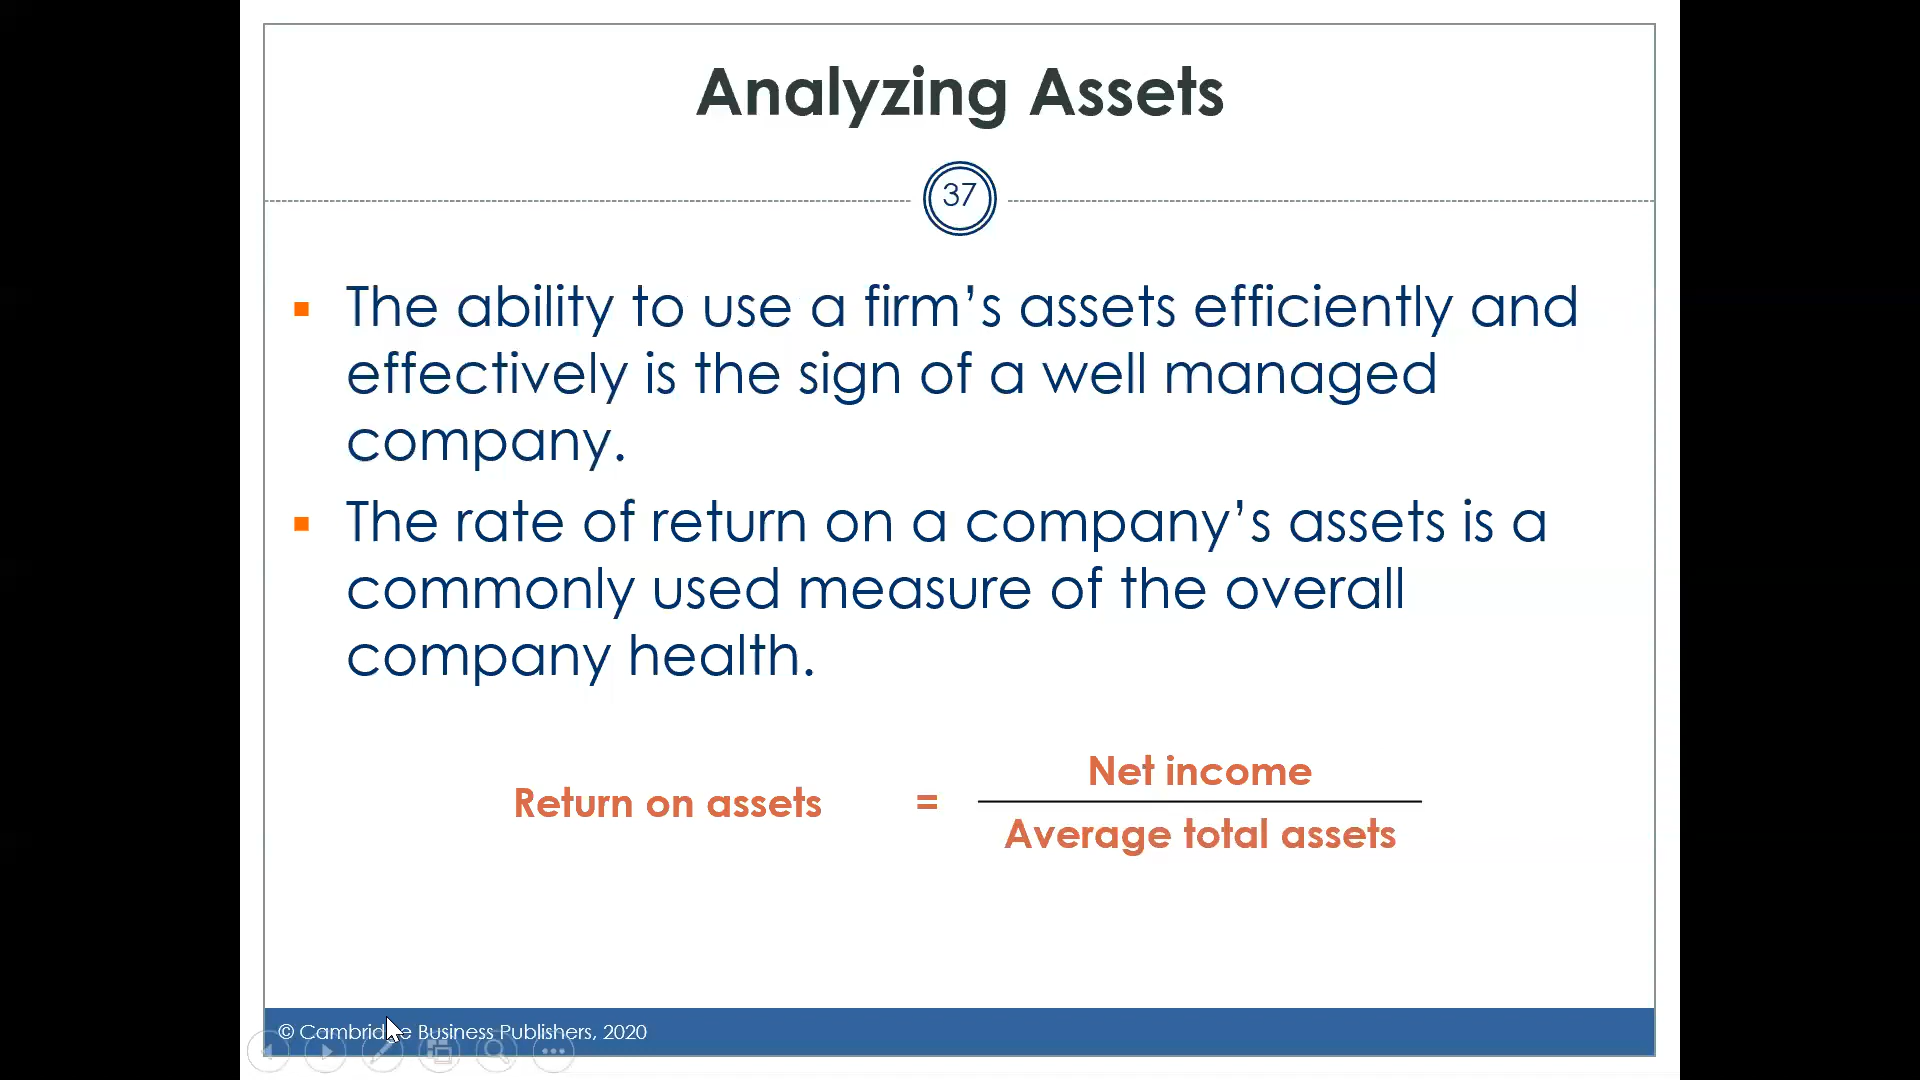 Analyzing Assets
37
▪ The ability to use a firm’s assets efficiently and
effectively is the sign of a well managed
company.
▪ The rate of return on a company’s assets is a
commonly used measure of the overall
company health.
Net income
Return on assets =
Average total assets
© Cambridge Business Publishers, 2020